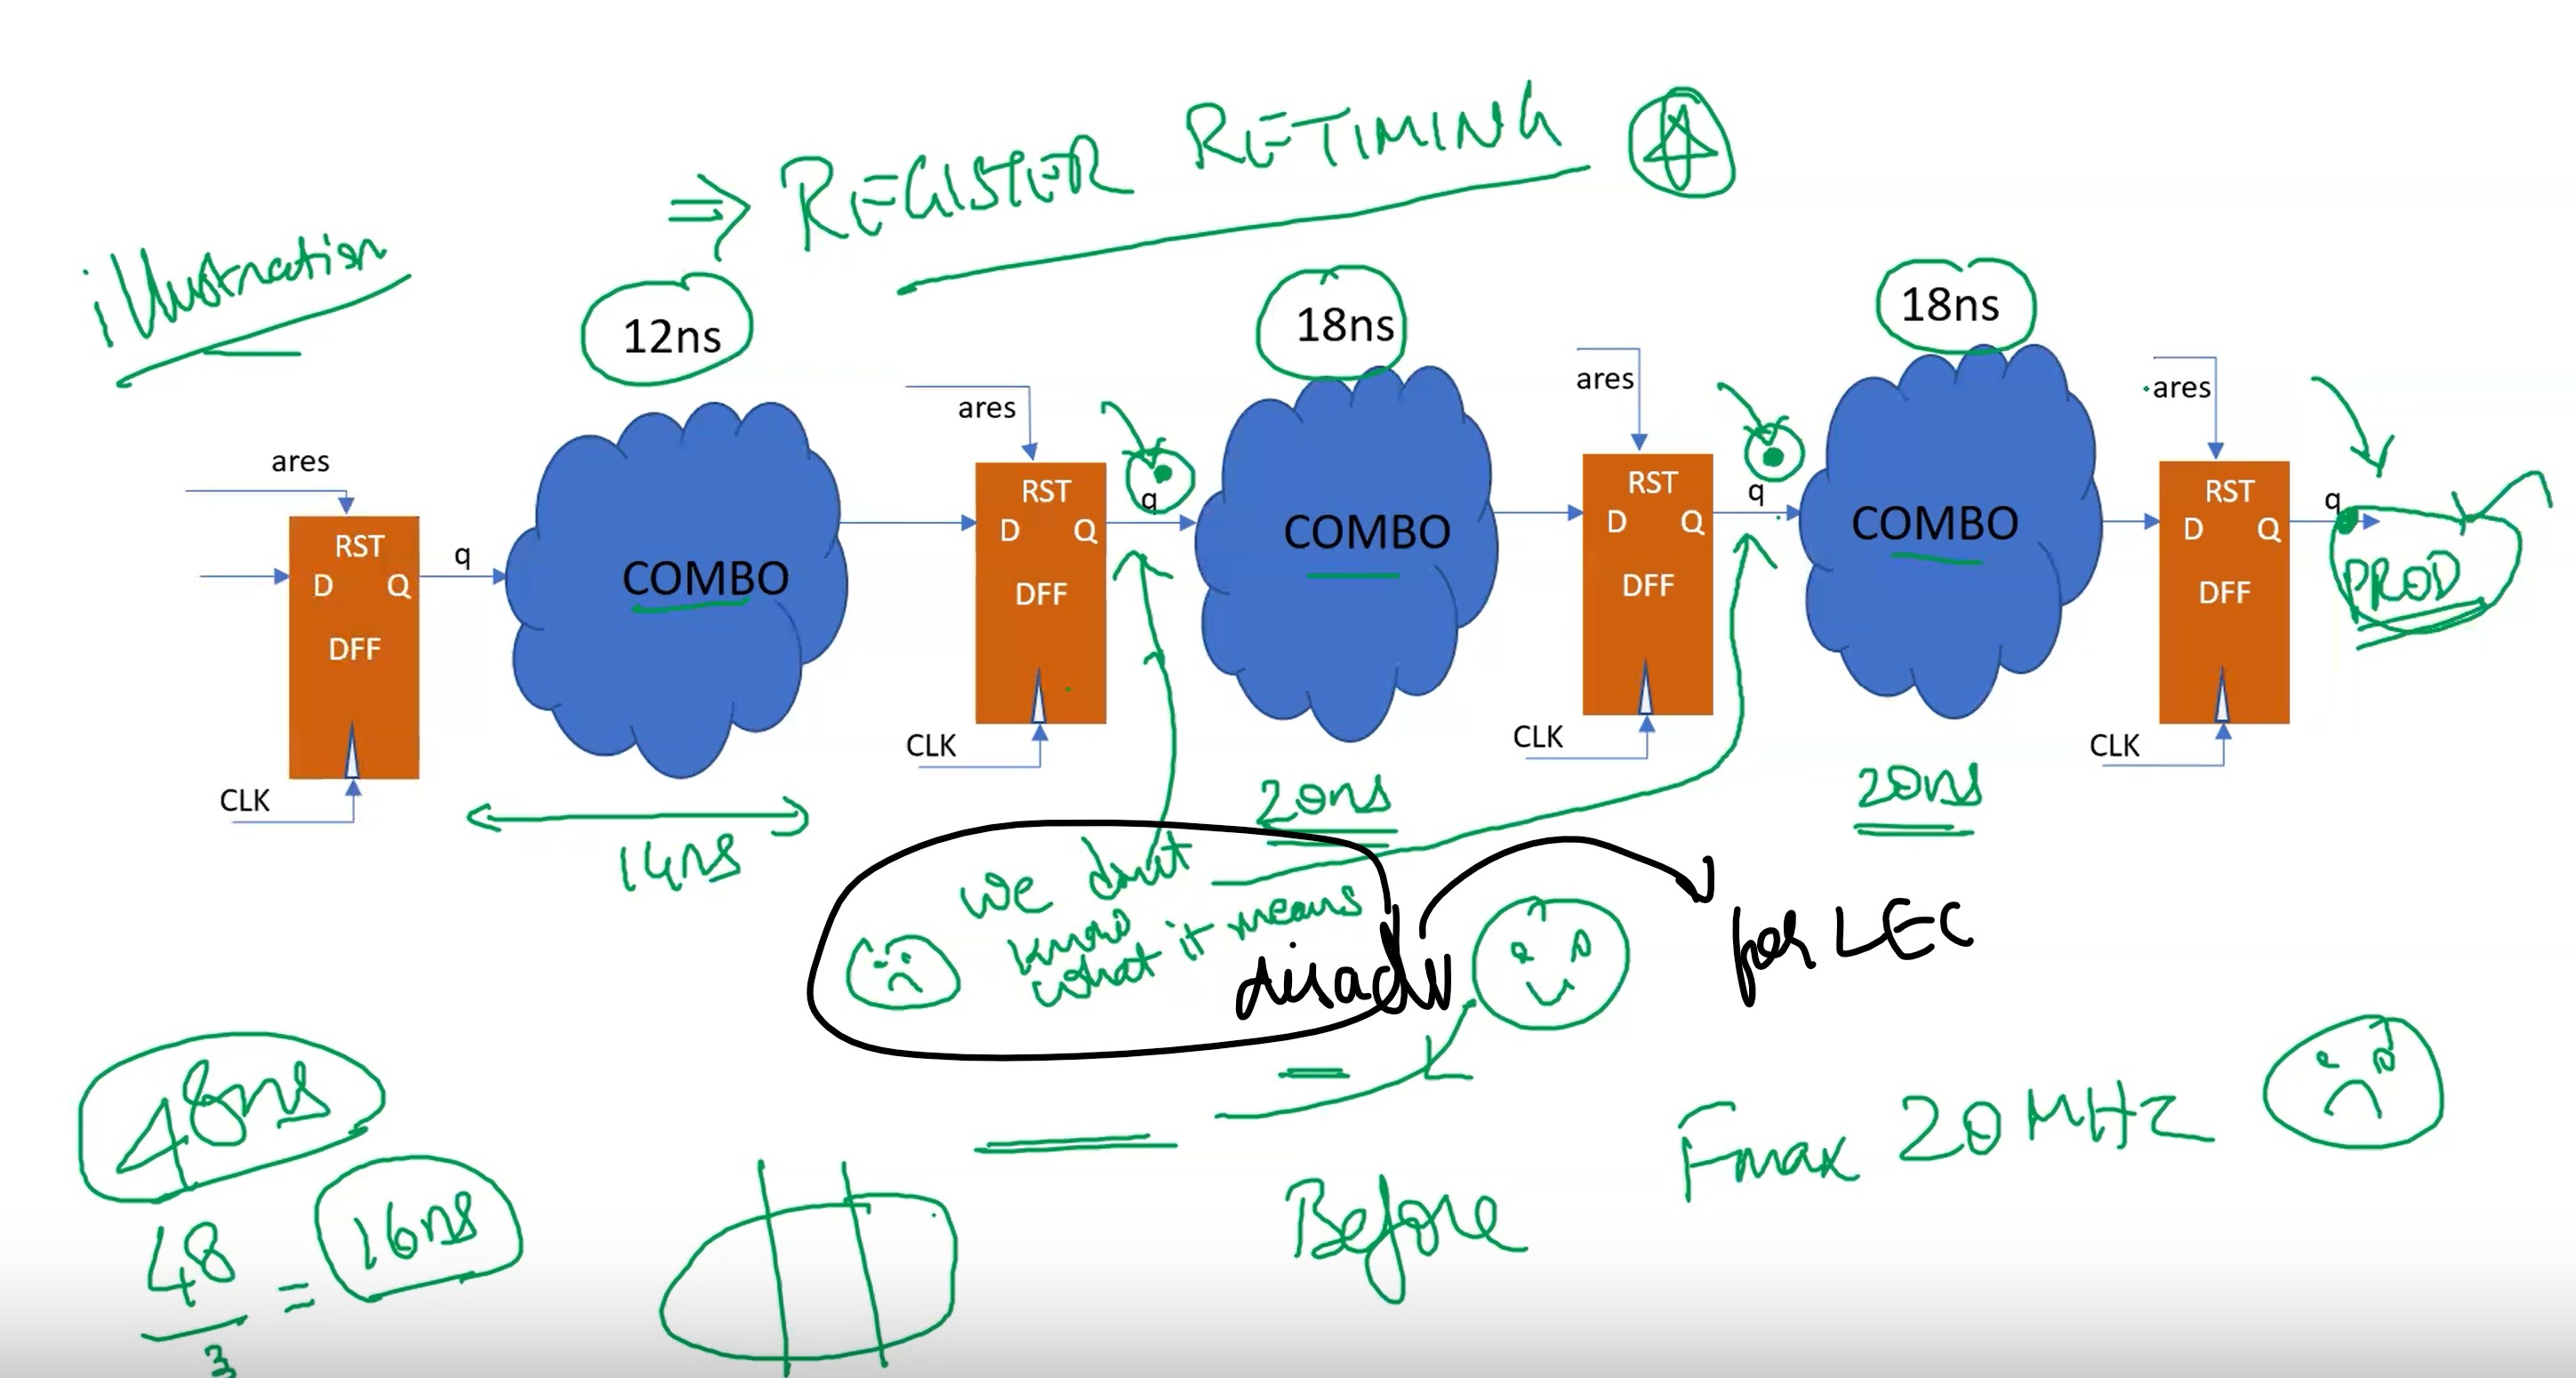 ⇒ REGISTER RETIMING
illustration
12ns
18ns
18ns
ares
RST
D Q
DFF
CLK
q
COMBO
ares
RST
D Q
DFF
CLK
q
COMBO
ares
RST
D Q
DFF
CLK
q
COMBO
ares
RST
D Q
DFF
CLK
q
PROD
14ns
20ns
20ns
we don't
know
what it means
disadv
for LEC
48ns
48
3
= 16ns
Before
Fmax 20MHz